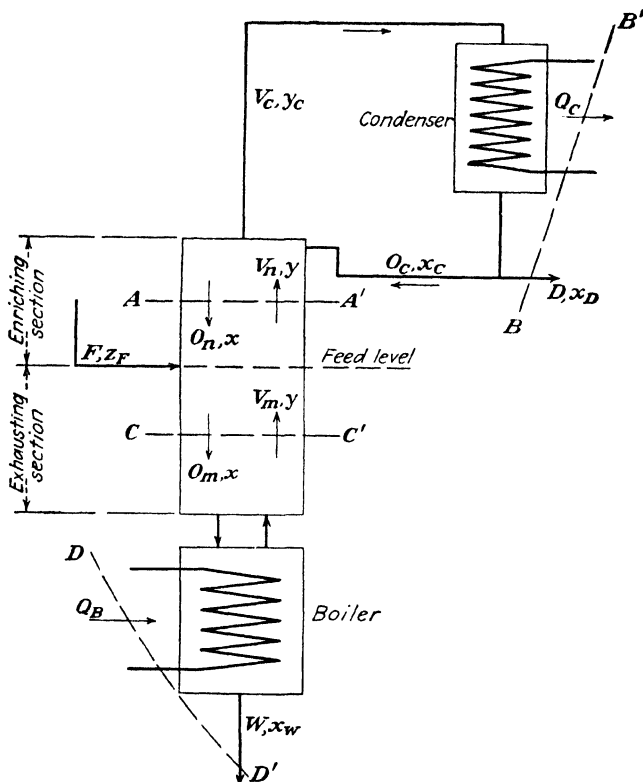 B'
V_C, y_C
Condenser
Q_C
Enriching section
V_n, y
O_C, x_C
A
A'
D, x_D
B
O_n, x
F, z_F
Feed level
Exhausting section
V_m, y
C
C'
O_m, x
D
Q_B
Boiler
W, x_W
D'